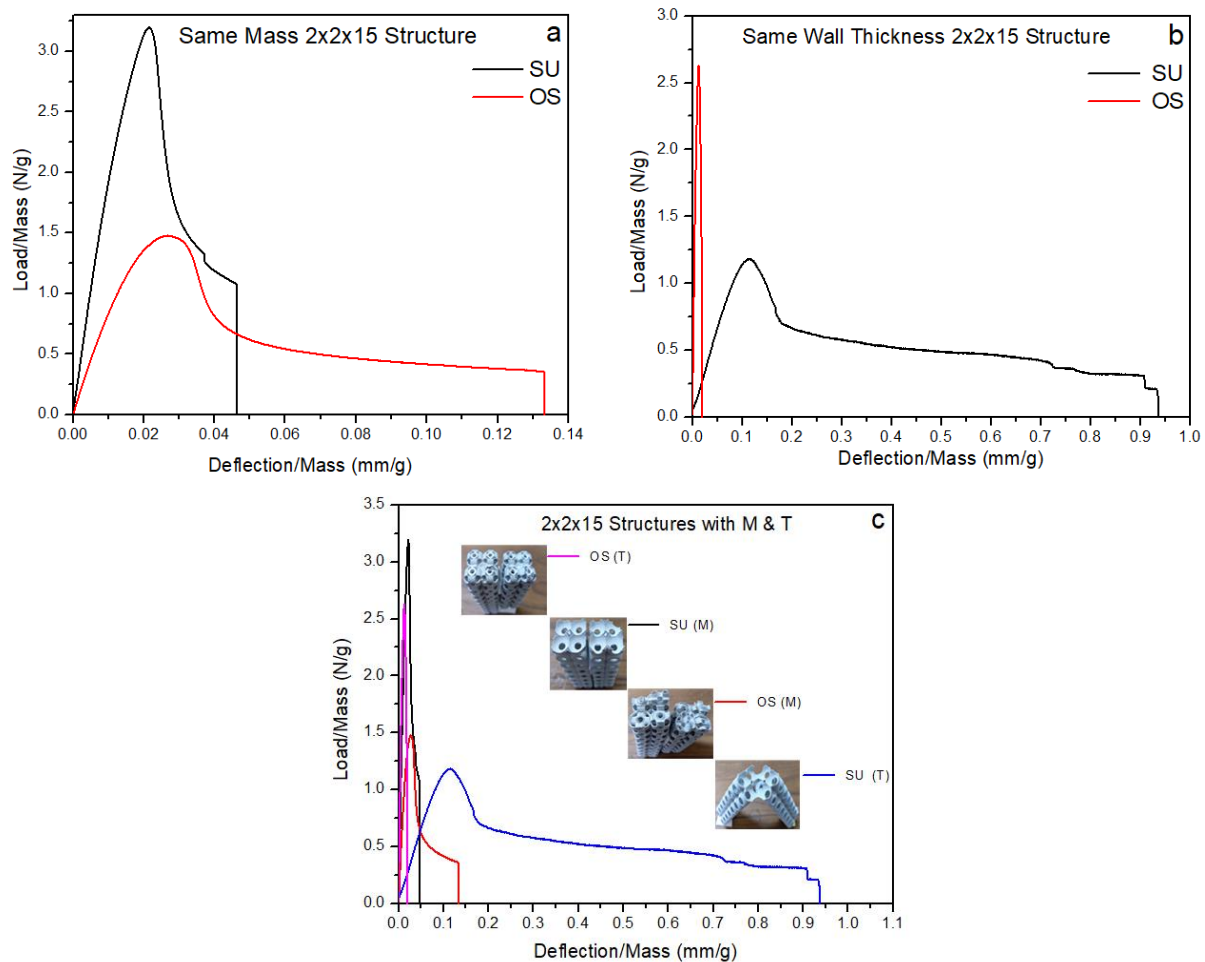 Same Mass 2x2x15 Structure
a
SU
OS
3.0
2.5
2.0
1.5
1.0
0.5
0.0
Load/Mass (N/g)
0.00 0.02 0.04 0.06 0.08 0.10 0.12 0.14
Deflection/Mass (mm/g)
Same Wall Thickness 2x2x15 Structure
b
SU
OS
3.0
2.5
2.0
1.5
1.0
0.5
0.0
Load/Mass (N/g)
0.0 0.1 0.2 0.3 0.4 0.5 0.6 0.7 0.8 0.9 1.0
Deflection/Mass (mm/g)
2x2x15 Structures with M & T
c
OS (T)
SU (M)
OS (M)
SU (T)
3.5
3.0
2.5
2.0
1.5
1.0
0.5
0.0
Load/Mass (N/g)
0.0 0.1 0.2 0.3 0.4 0.5 0.6 0.7 0.8 0.9 1.0 1.1
Deflection/Mass (mm/g)